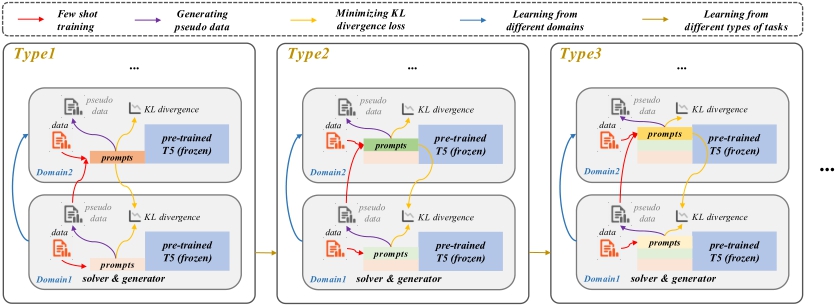 Few shot training
Generating pseudo data
Minimizing KL divergence loss
Learning from different domains
Learning from different types of tasks
Type1
...
pseudo data
KL divergence
data
prompts
pre-trained T5 (frozen)
Domain2
pseudo data
KL divergence
data
prompts
pre-trained T5 (frozen)
Domain1
solver & generator
Type2
...
pseudo data
KL divergence
data
prompts
pre-trained T5 (frozen)
Domain2
pseudo data
KL divergence
data
prompts
pre-trained T5 (frozen)
Domain1
solver & generator
Type3
...
pseudo data
KL divergence
data
prompts
pre-trained T5 (frozen)
Domain2
pseudo data
KL divergence
data
prompts
pre-trained T5 (frozen)
Domain1
solver & generator
...